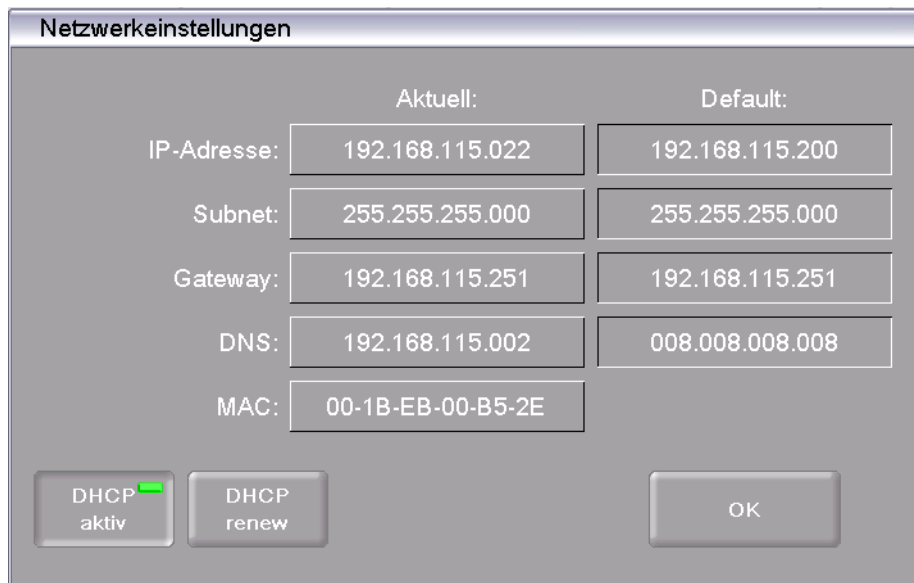 Netzwerkeinstellungen
Aktuell: Default:
IP-Adresse: 192.168.115.022 192.168.115.200
Subnet: 255.255.255.000 255.255.255.000
Gateway: 192.168.115.251 192.168.115.251
DNS: 192.168.115.002 008.008.008.008
MAC: 00-1B-EB-00-B5-2E
DHCP aktiv
DHCP renew
OK